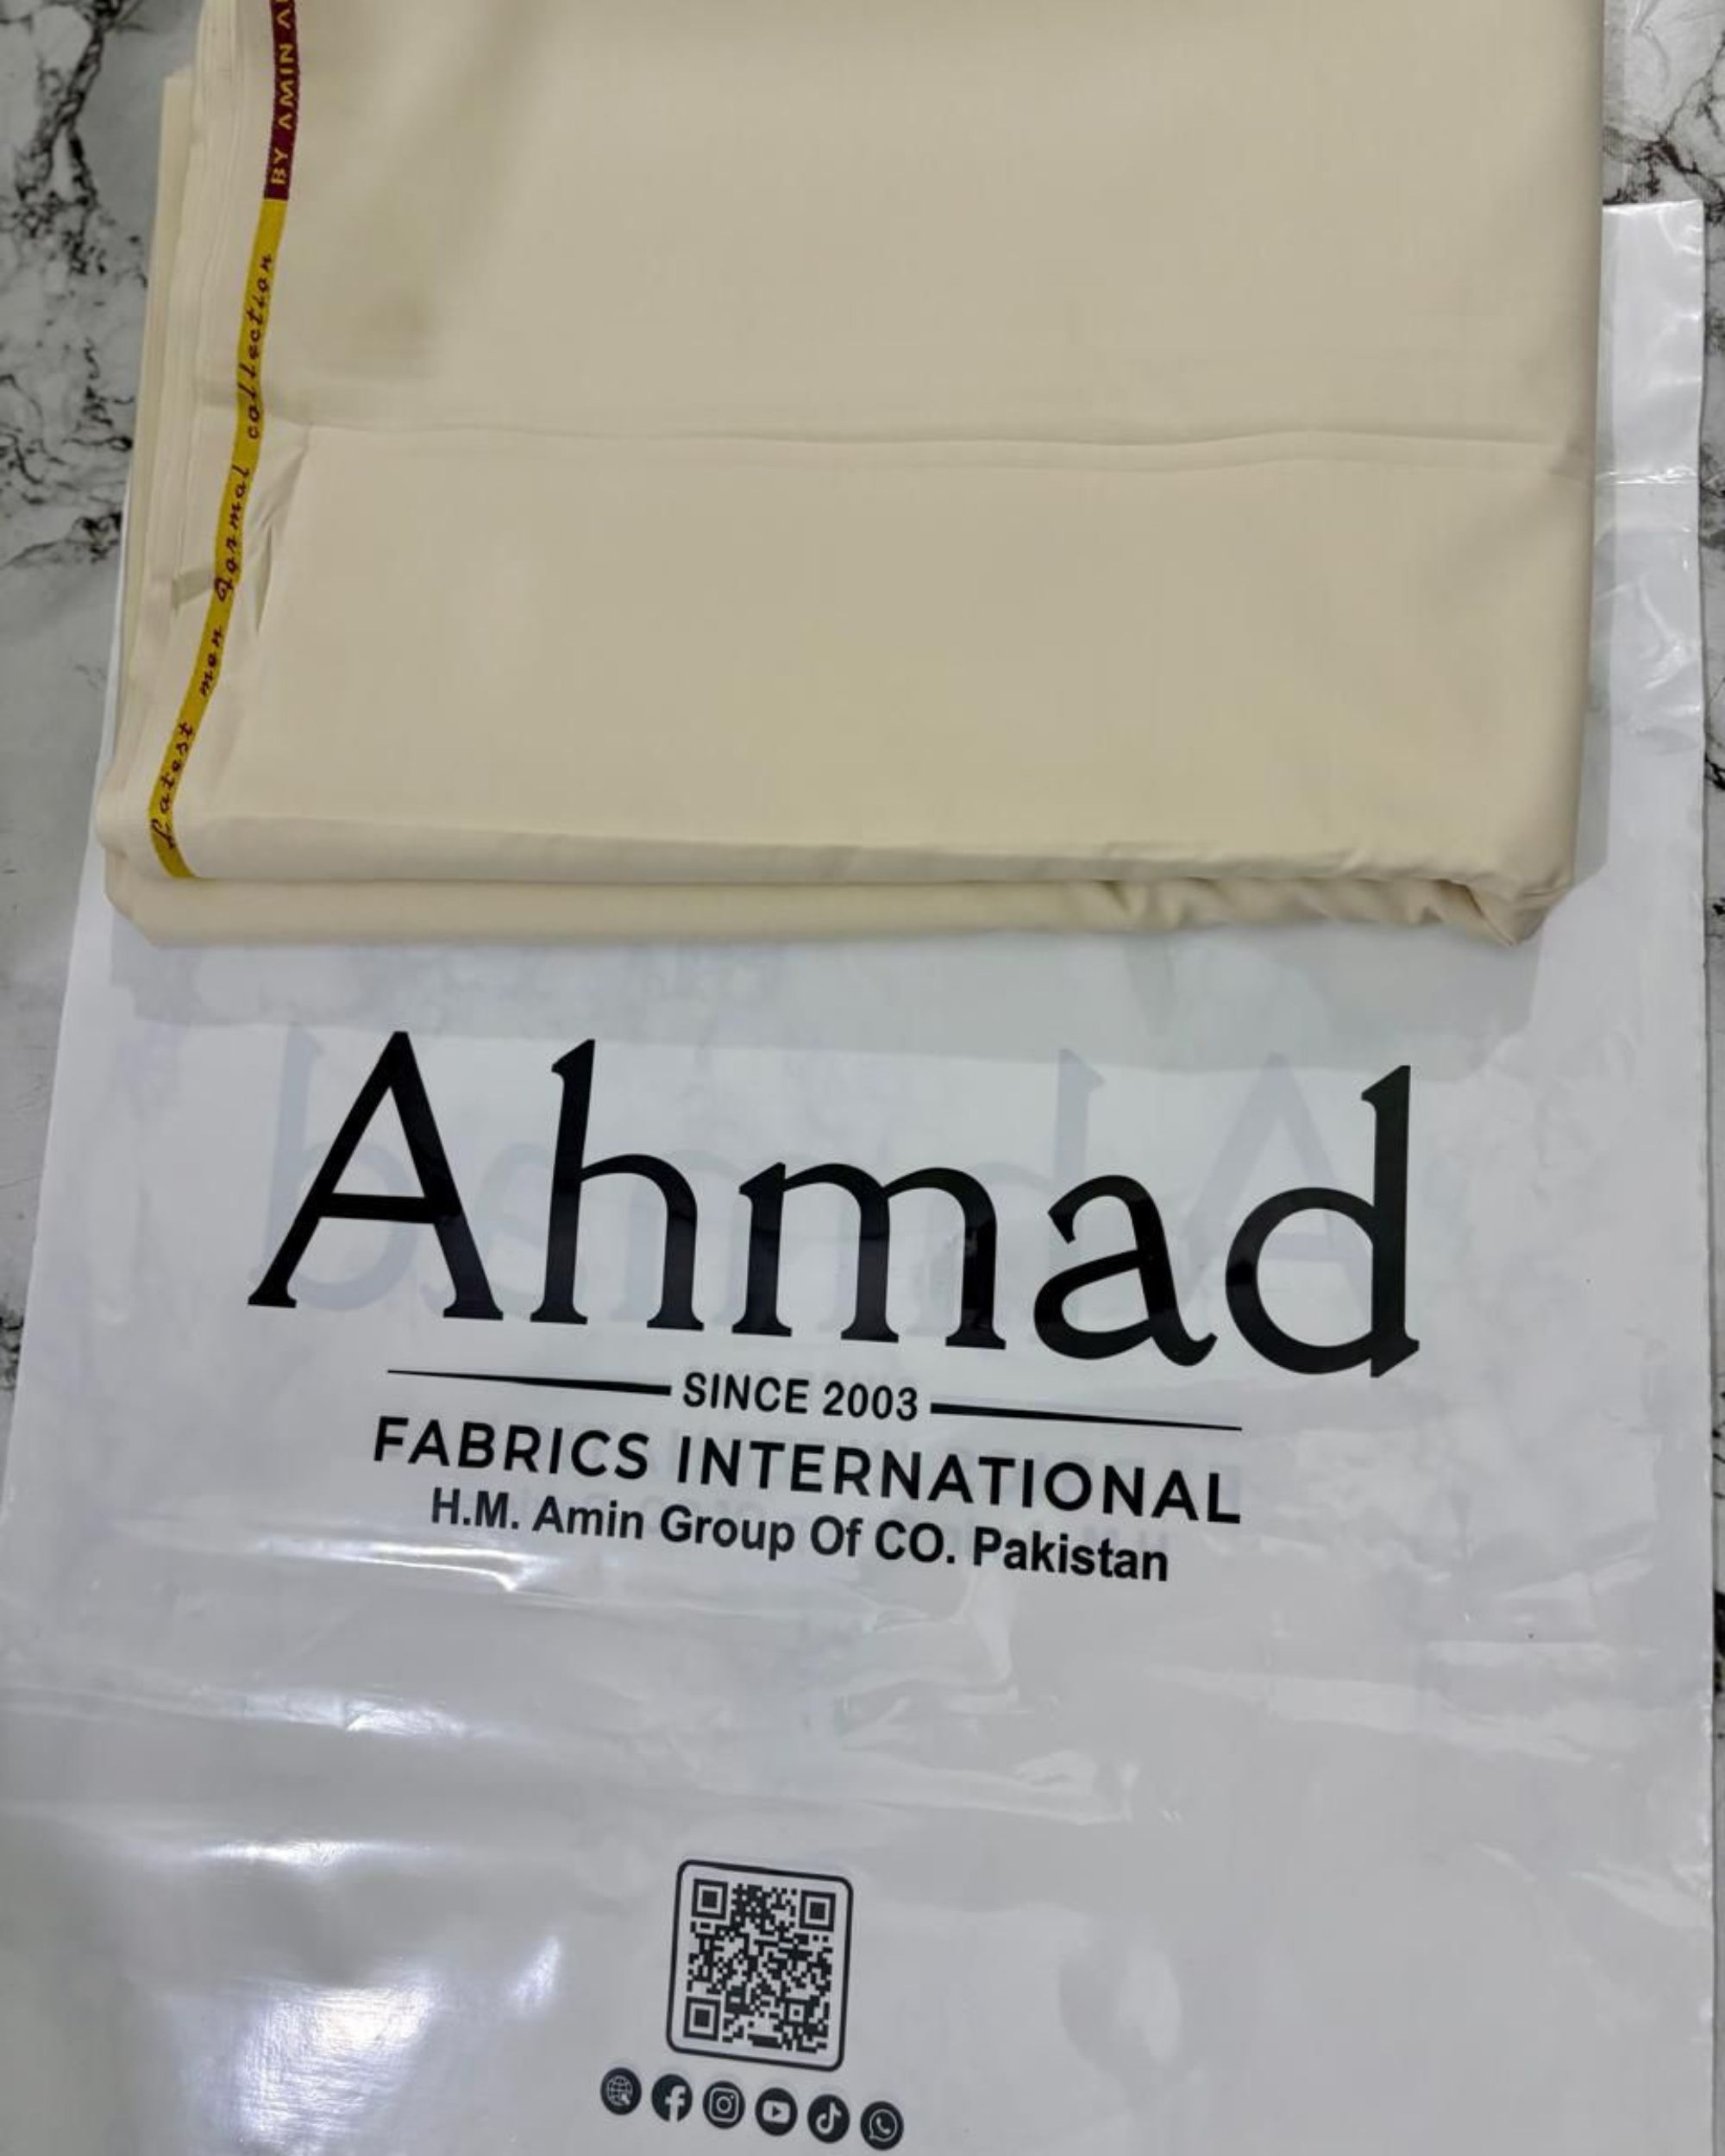 BY AMIN
Latest men formal collection
Ahmad
SINCE 2003
FABRICS INTERNATIONAL
H.M. Amin Group Of CO. Pakistan